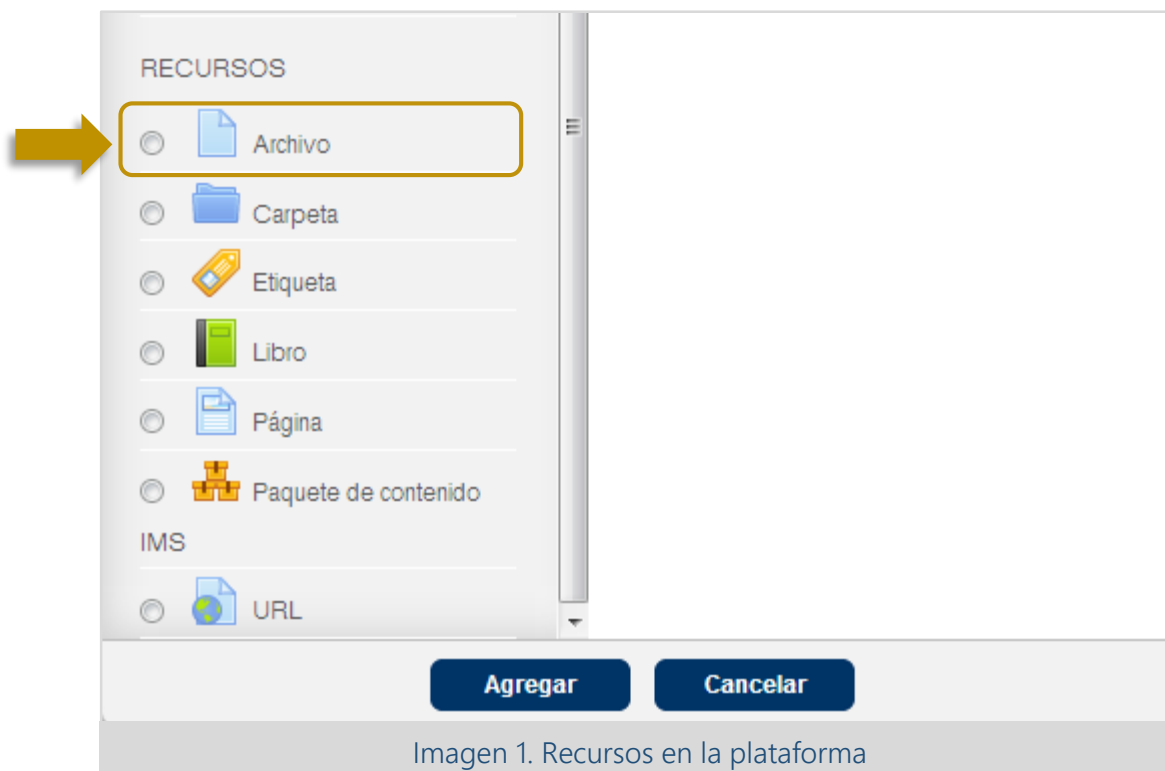 RECURSOS
Archivo
Carpeta
Etiqueta
Libro
Página
Paquete de contenido
IMS
URL
Agregar Cancelar
Imagen 1. Recursos en la plataforma